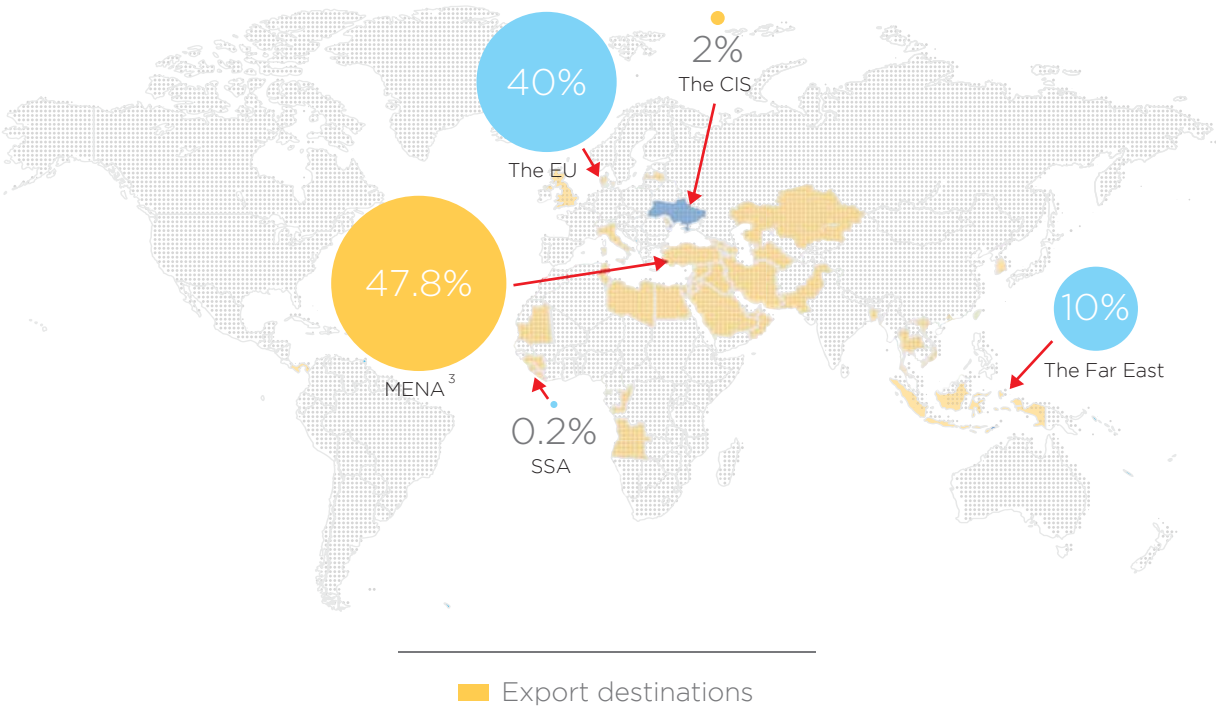 40%
The EU
2%
The CIS
47.8%
MENA 3
10%
The Far East
0.2%
SSA
Export destinations